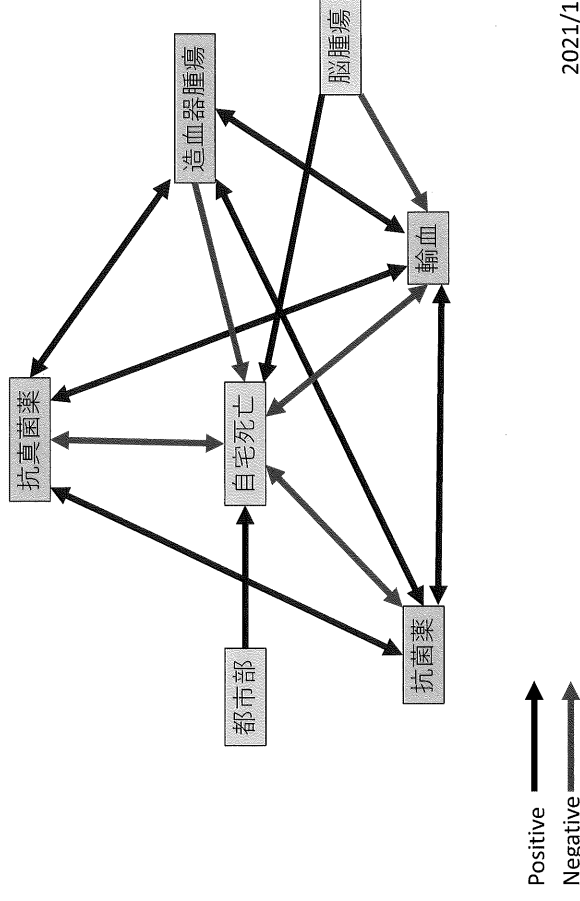 抗真菌薬
造血器腫瘍
脳腫瘍
都市部
自宅死亡
輸血
抗菌薬
Positive
Negative
2021/1